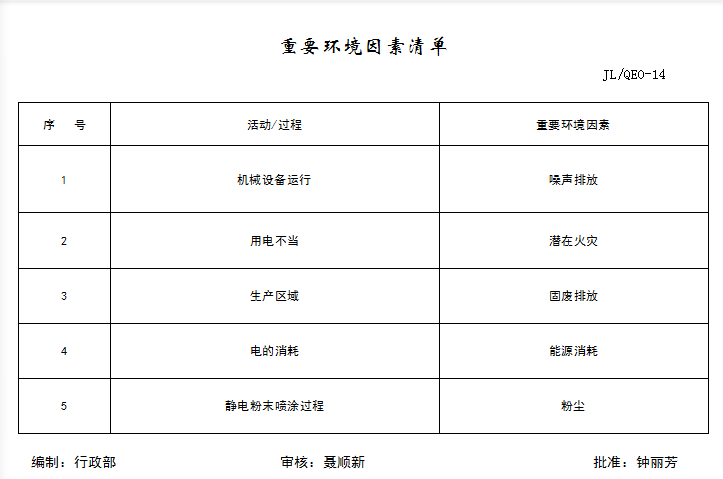 重要环境因素清单
JL/QEO-14
序 号 活动/过程 重要环境因素
1 机械设备运行 噪声排放
2 用电不当 潜在火灾
3 生产区域 固废排放
4 电的消耗 能源消耗
5 静电粉末喷涂过程 粉尘
编制：行政部 审核：聂顺新 批准：钟丽芳